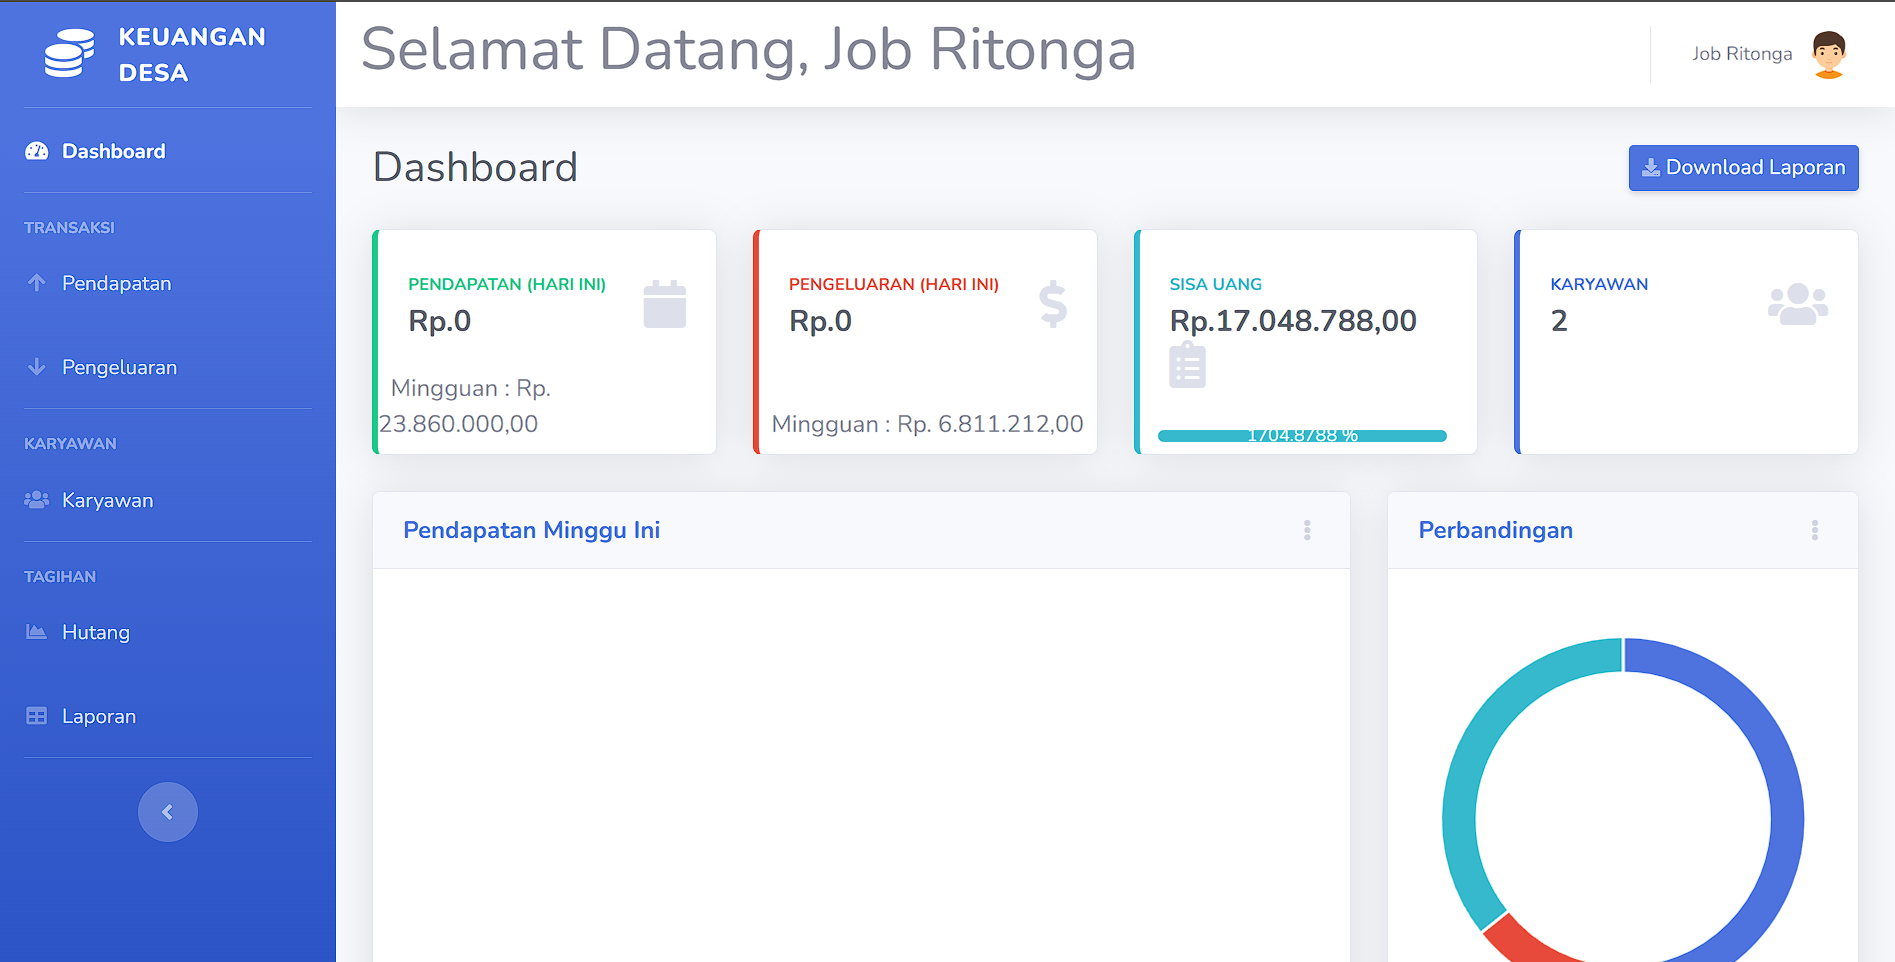 KEUANGAN
DESA
Selamat Datang, Job Ritonga
Job Ritonga
Dashboard
TRANSAKSI
Pendapatan
Pengeluaran
KARYAWAN
Karyawan
TAGIHAN
Hutang
Laporan
Dashboard
Download Laporan
PENDAPATAN (HARI INI)
Rp.0
Mingguan : Rp.
23.860.000,00
PENGELUARAN (HARI INI)
Rp.0
Mingguan : Rp. 6.811.212,00
SISA UANG
Rp.17.048.788,00
1704.8788 %
KARYAWAN
2
Pendapatan Minggu Ini
Perbandingan